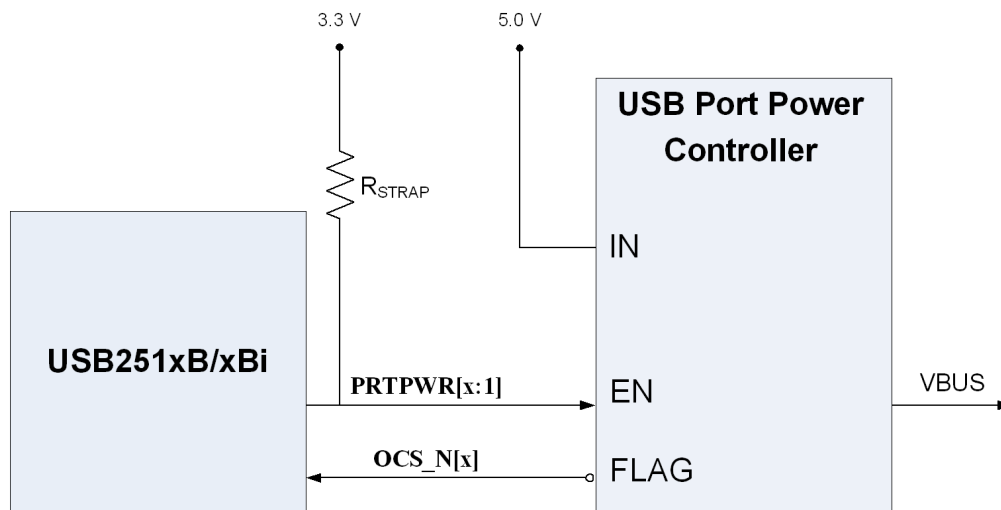 3.3 V
5.0 V
USB Port Power
Controller
RSTRAP
IN
USB251xB/xBi
PRTPWR[x:1]
EN
VBUS
OCS_N[x]
FLAG